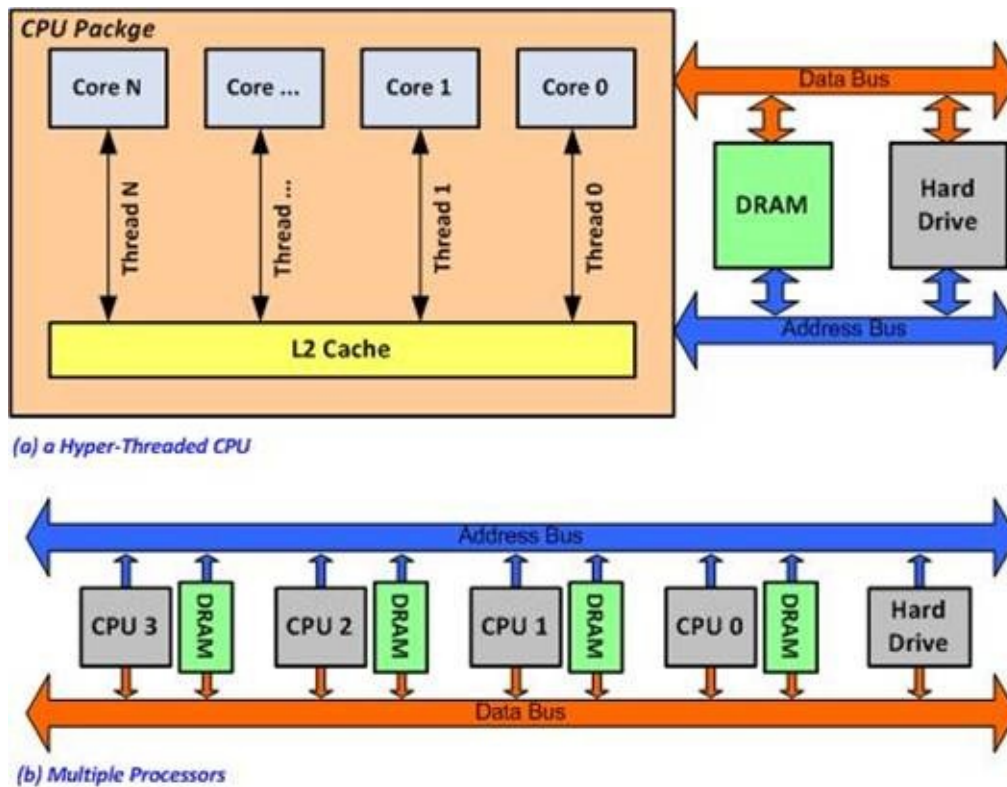 CPU Packge
Core N
Core ...
Core 1
Core 0
Thread N
Thread ...
Thread 1
Thread 0
L2 Cache
Data Bus
DRAM
Hard
Drive
Address Bus
(a) a Hyper-Threaded CPU
Address Bus
CPU 3
DRAM
CPU 2
DRAM
CPU 1
DRAM
CPU 0
DRAM
Hard
Drive
Data Bus
(b) Multiple Processors